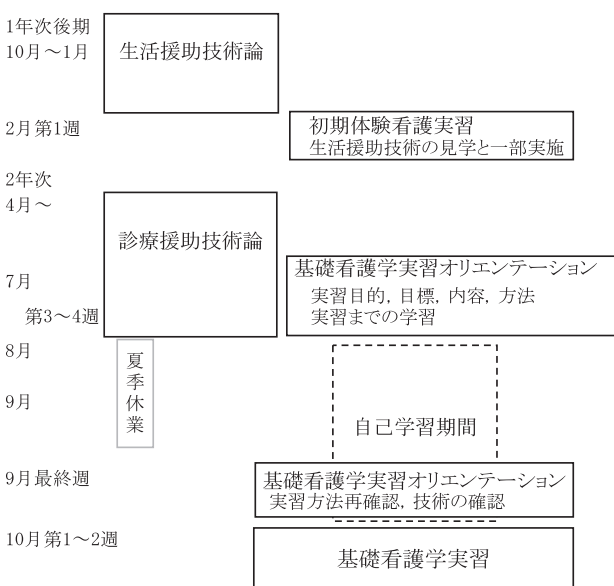 1年次後期
10月～1月
生活援助技術論
2月第1週
初期体験看護実習
生活援助技術の見学と一部実施
2年次
4月～
診療援助技術論
7月
第3～4週
基礎看護学実習オリエンテーション
実習目的，目標，内容，方法
実習までの学習
8月
夏季休業
9月
自己学習期間
9月最終週
基礎看護学実習オリエンテーション
実習方法再確認，技術の確認
10月第1～2週
基礎看護学実習